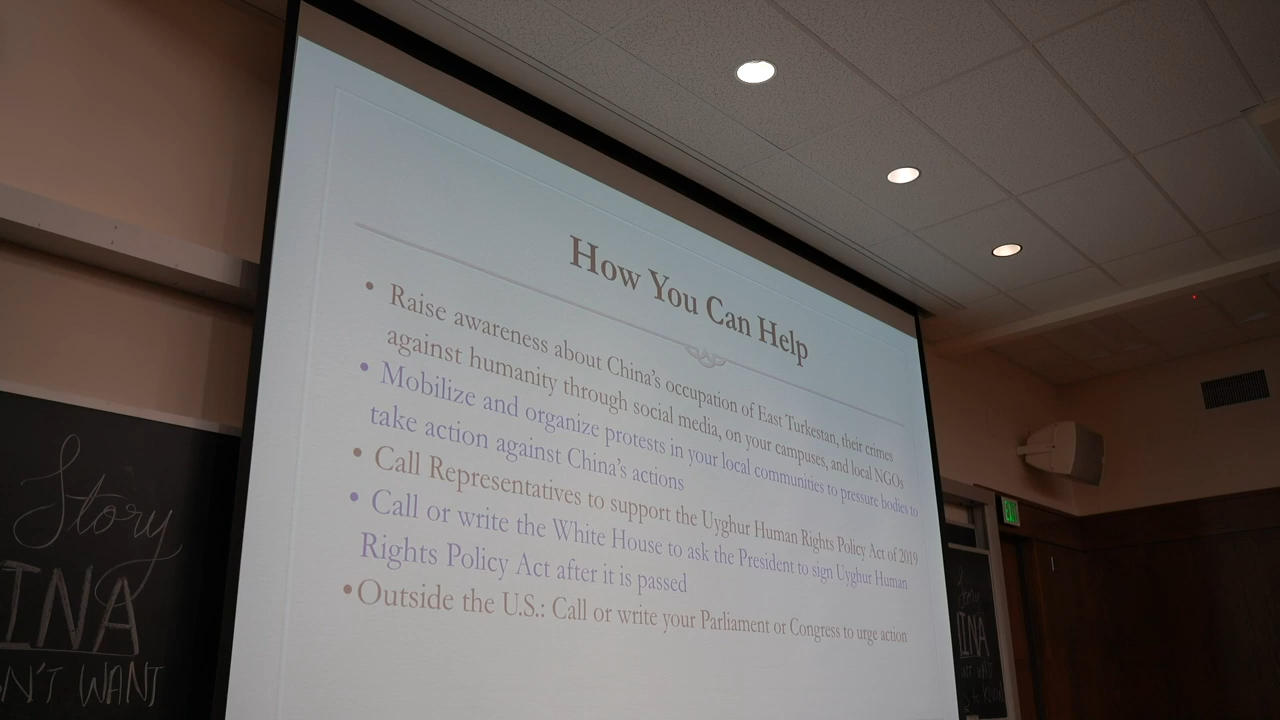 How You Can Help
• Raise awareness about China's occupation of East Turkestan, their crimes
against humanity through social media, on your campuses, and local NGOs
• Mobilize and organize protests in your local communities to pressure bodies to
take action against China's actions
• Call Representatives to support the Uyghur Human Rights Policy Act of 2019
• Call or write the White House to ask the President to sign Uyghur Human
Rights Policy Act after it is passed
• Outside the U.S.: Call or write your Parliament or Congress to urge action
Story
INA
N'T WANT
EXIT
Story
INA
N'T WANT